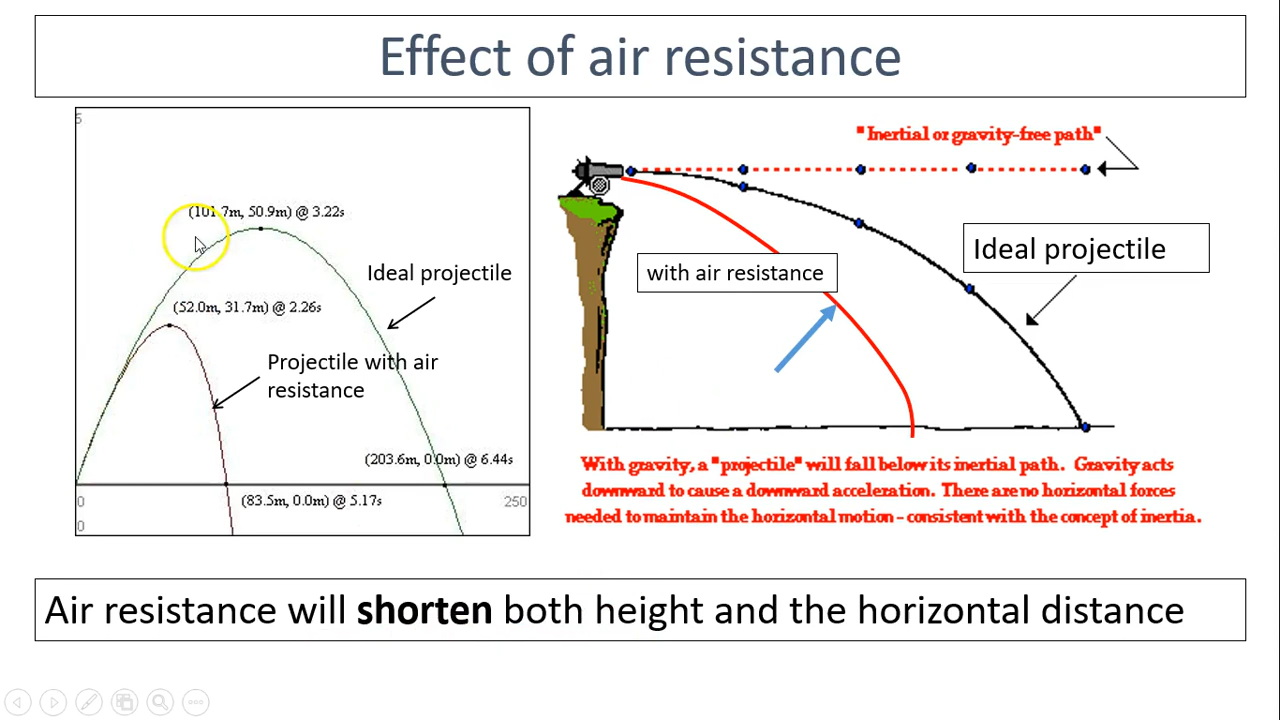 Effect of air resistance
5
(101.7m, 50.9m) @ 3.22s
Ideal projectile
(52.0m, 31.7m) @ 2.26s
Projectile with air
resistance
(203.6m, 0.0m) @ 6.44s
0
(83.5m, 0.0m) @ 5.17s
250
0
"Inertial or gravity-free path"
Ideal projectile
with air resistance
With gravity, a "projectile" will fall below its inertial path. Gravity acts
downward to cause a downward acceleration. There are no horizontal forces
needed to maintain the horizontal motion - consistent with the concept of inertia.
Air resistance will shorten both height and the horizontal distance